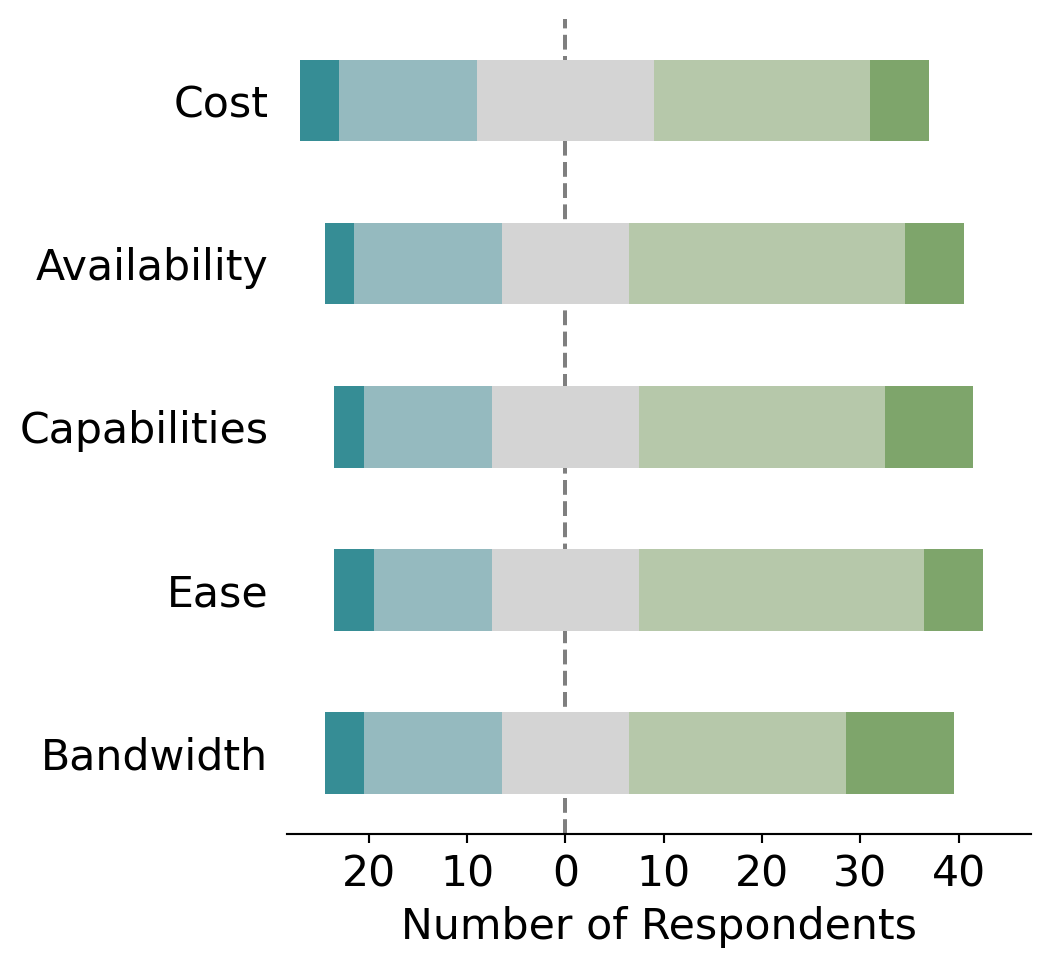 Cost
Availability
Capabilities
Ease
Bandwidth
20 10 0 10 20 30 40
Number of Respondents